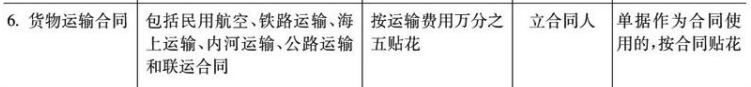 6. 货物运输合同
包括民用航空、铁路运输、海
上运输、内河运输、公路运输
和联运合同
按运输费用万分之
五贴花
立合同人
单据作为合同使
用的,按合同贴花